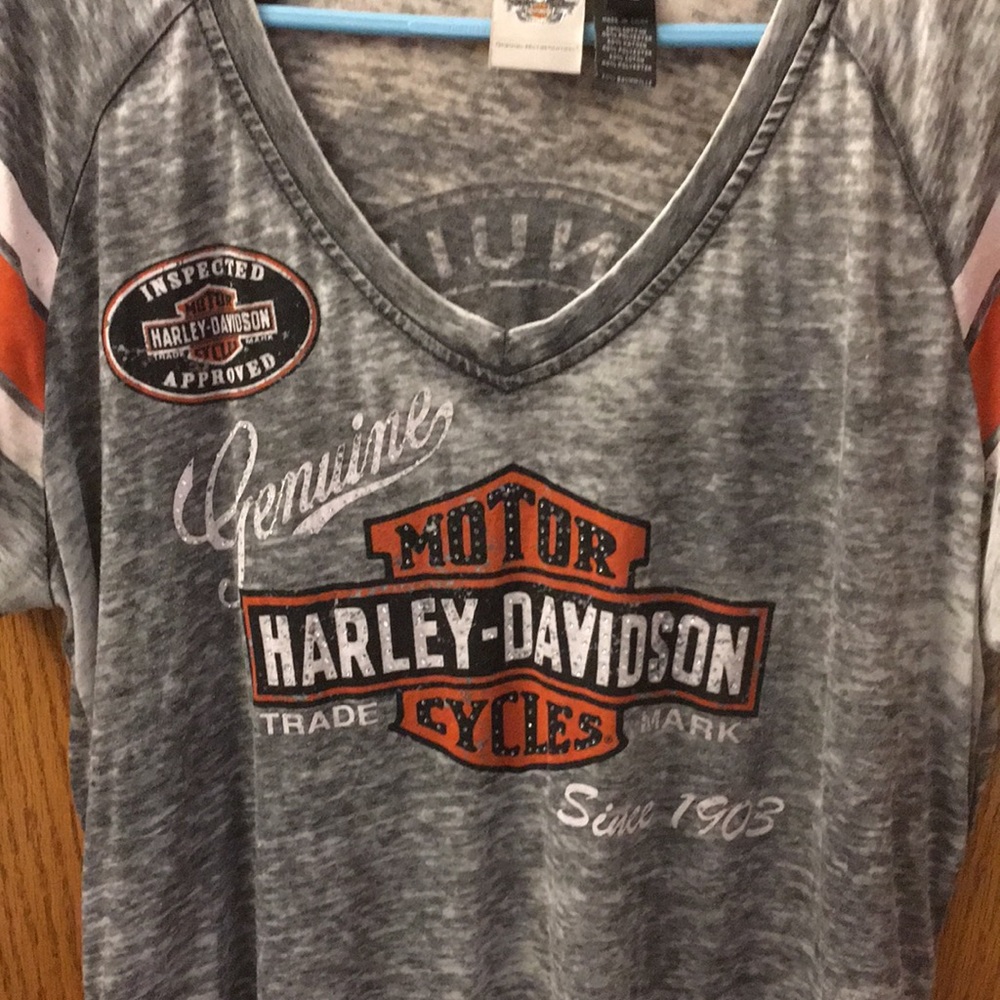 INSPECTED
MOTOR
HARLEY-DAVIDSON
TRADE MARK
CYCLES
APPROVED
Genuine
MOTOR
HARLEY-DAVIDSON
TRADE MARK
CYCLES
Since 1903